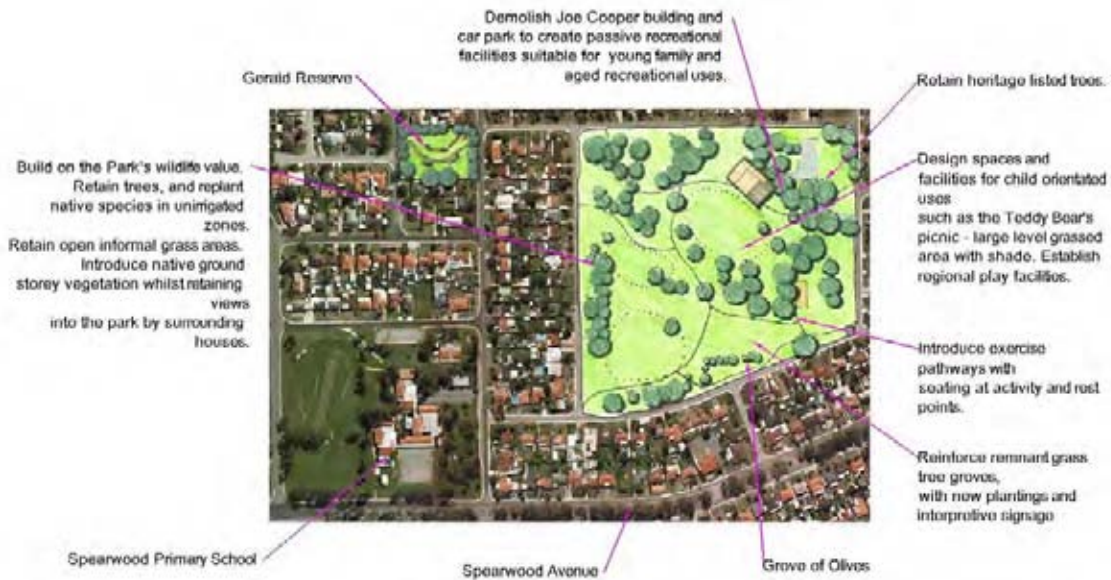 Demolish Joe Cooper building and
car park to create passive recreational
facilities suitable for young family and
aged recreational uses.
Gerald Reserve
Retain heritage listed trees.
Build on the Park's wildlife value.
Retain trees, and replant
native species in unirrigated
zones.
Retain open informal grass areas.
Introduce native ground
storey vegetation whilst retaining
views
into the park by surrounding
houses.
Design spaces and
facilities for child orientated
uses
such as the Teddy Bear's
picnic - large level grassed
area with shade. Establish
regional play facilities.
Introduce exercise
pathways with
seating at activity and rest
points.
Reinforce remnant grass
tree groves,
with new plantings and
interpretive signage
Spearwood Primary School
Spearwood Avenue
Grove of Olives